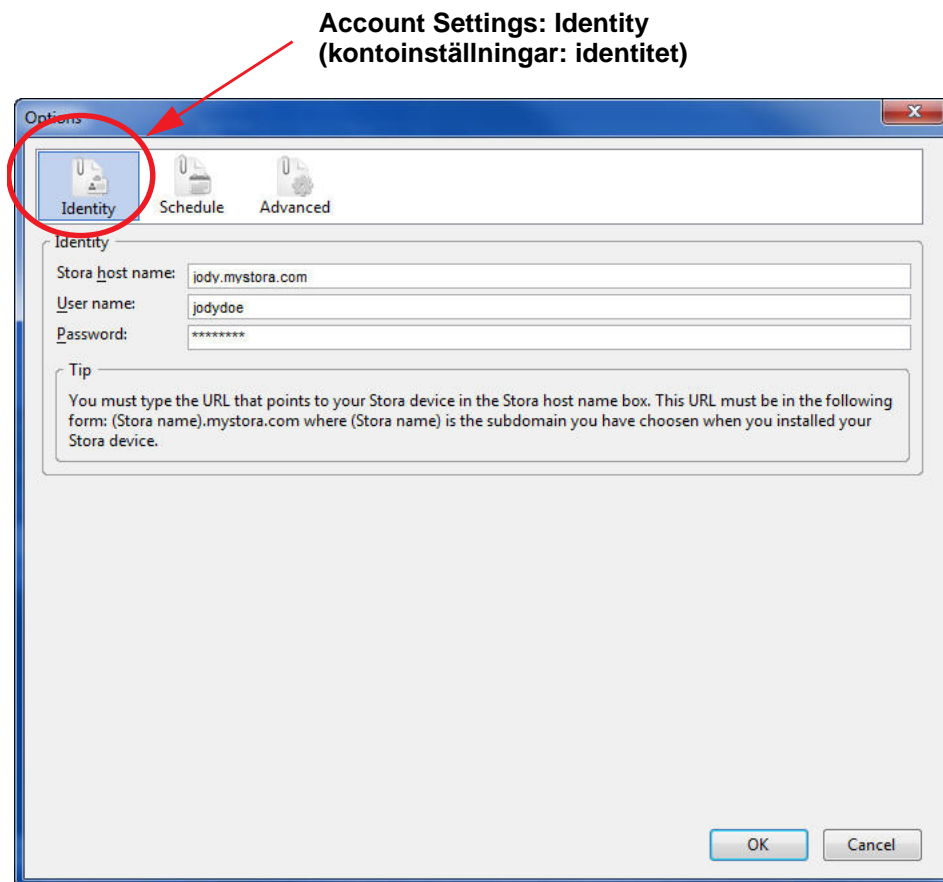 Account Settings: Identity
(kontoinställningar: identitet)
Options
Identity
Schedule
Advanced
Identity
Stora host name:
jody.mystora.com
User name:
jodydoe
Password:
********
Tip
You must type the URL that points to your Stora device in the Stora host name box. This URL must be in the following
form: (Stora name).mystora.com where (Stora name) is the subdomain you have choosen when you installed your
Stora device.
OK
Cancel